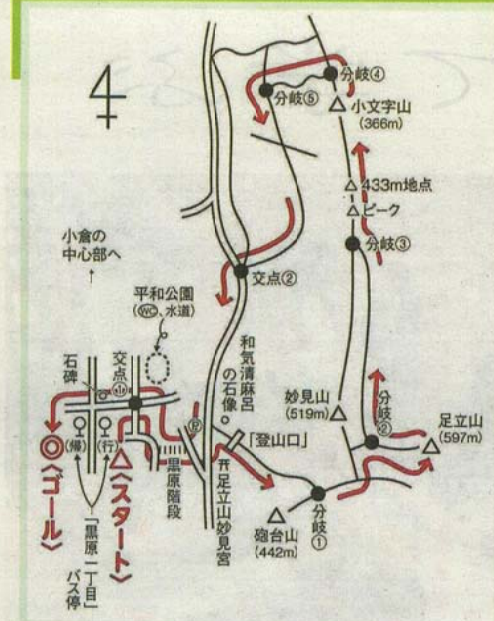 分岐④
分岐⑤
小文字山
(366m)
433m地点
ピーク
分岐③
小倉の
中心部へ
交点②
平和公園
(WC、水道)
和気清麻呂
の石像
石碑
交点①
妙見山
(519m)
分岐②
足立山
(597m)
「登山口」
Ⓟ
(帰)
(行)
黒原階段
足立山妙見宮
分岐①
砲台山
(442m)
〈ゴール〉
〈スタート〉
「黒原一丁目」
バス停